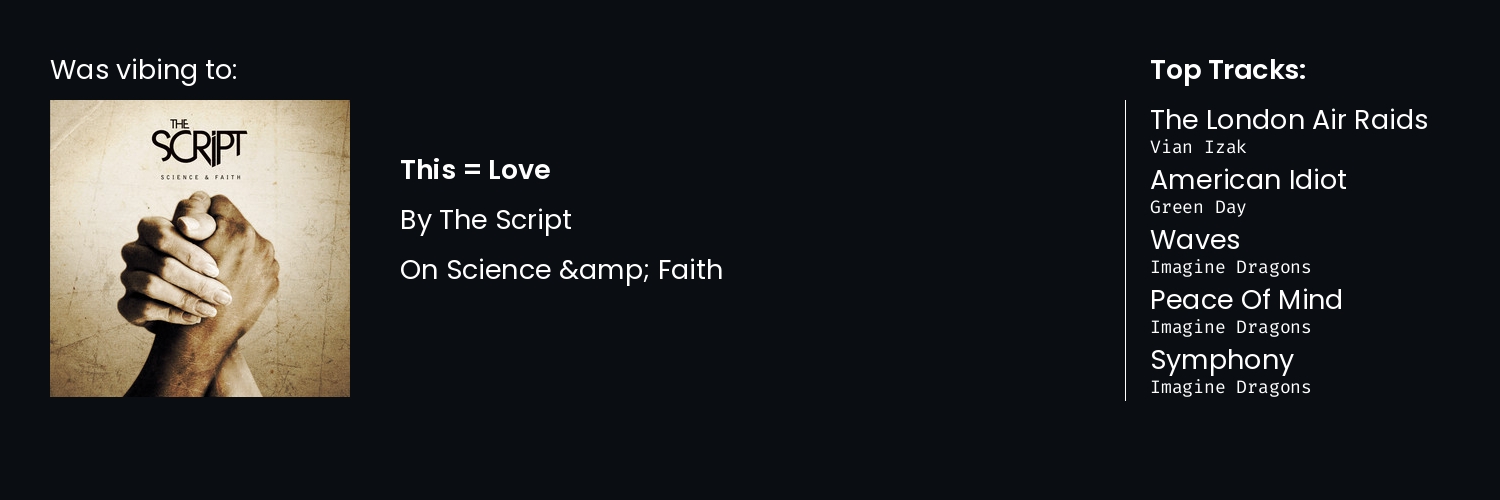 Was vibing to:
THE
SCRIPT
SCIENCE & FAITH
This = Love
By The Script
On Science &amp; Faith
Top Tracks:
The London Air Raids
Vian Izak
American Idiot
Green Day
Waves
Imagine Dragons
Peace Of Mind
Imagine Dragons
Symphony
Imagine Dragons